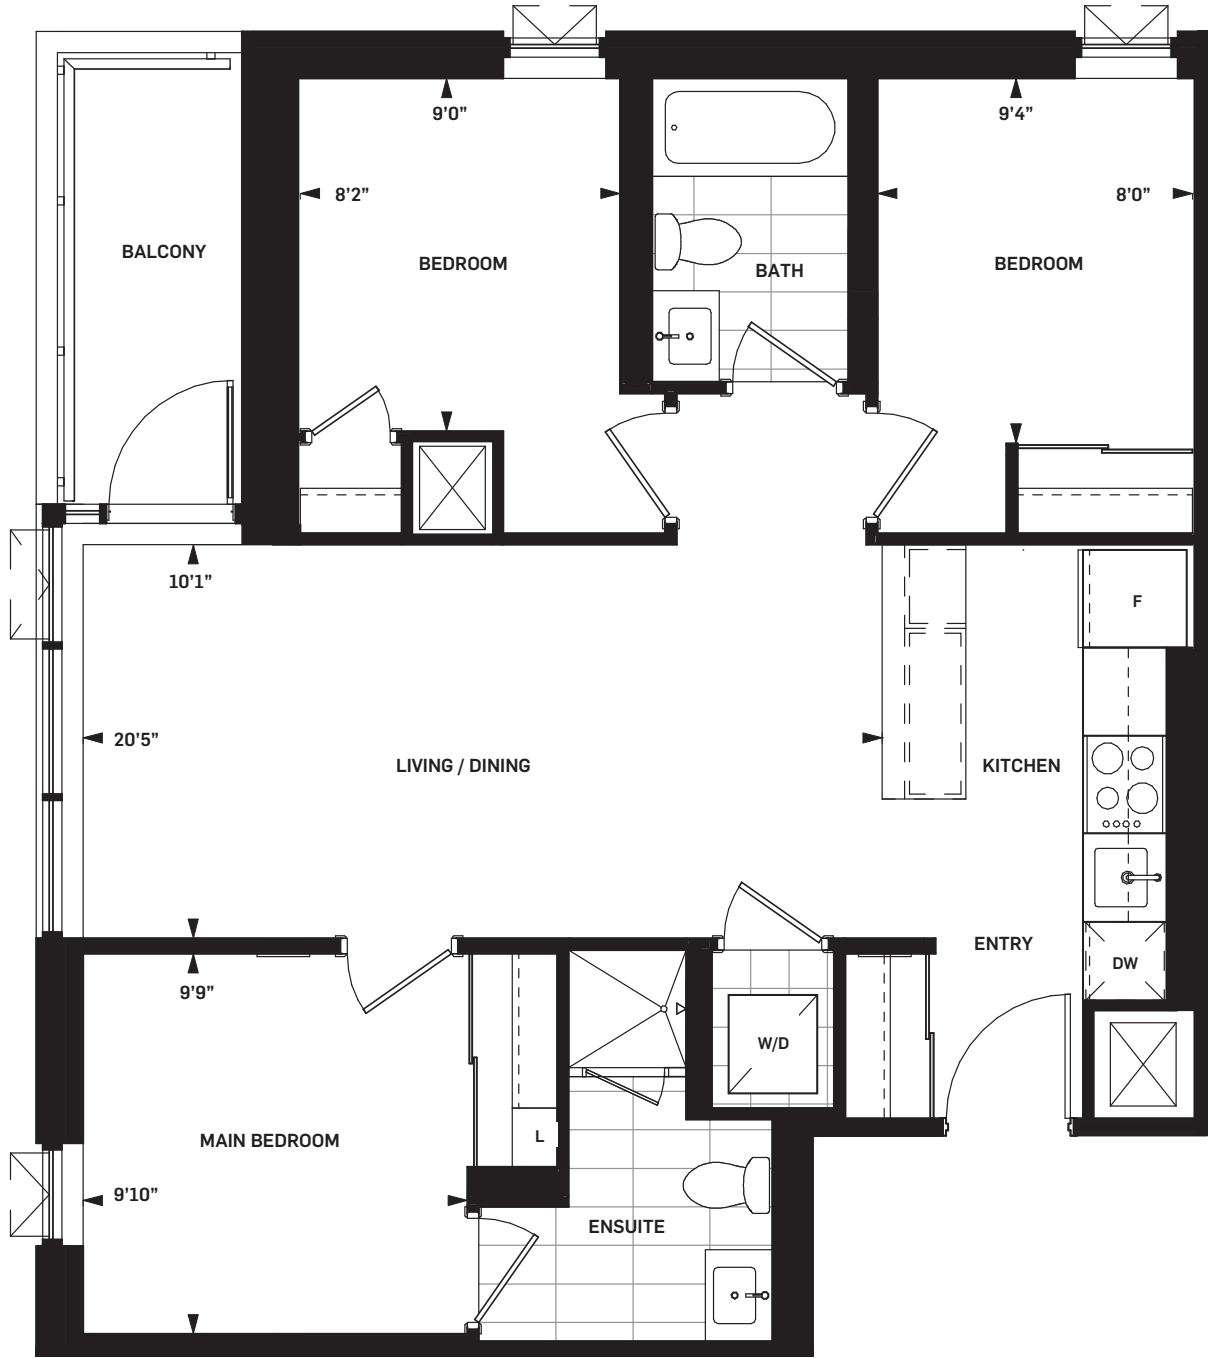 9’0”
9’4”
8’2”
8’0”
BALCONY
BEDROOM
BATH
BEDROOM
10’1”
F
20’5”
LIVING / DINING
KITCHEN
ENTRY
DW
9’9”
W/D
L
MAIN BEDROOM
9’10”
ENSUITE